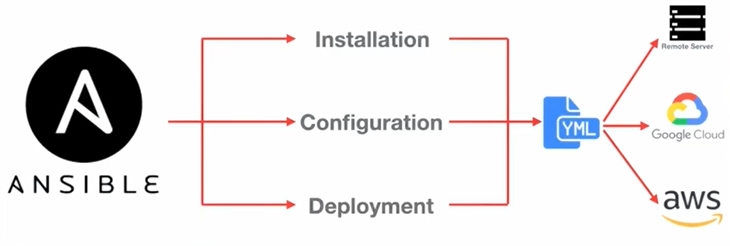 ANSIBLE
Installation
Configuration
Deployment
YML
Remote Server
Google Cloud
aws